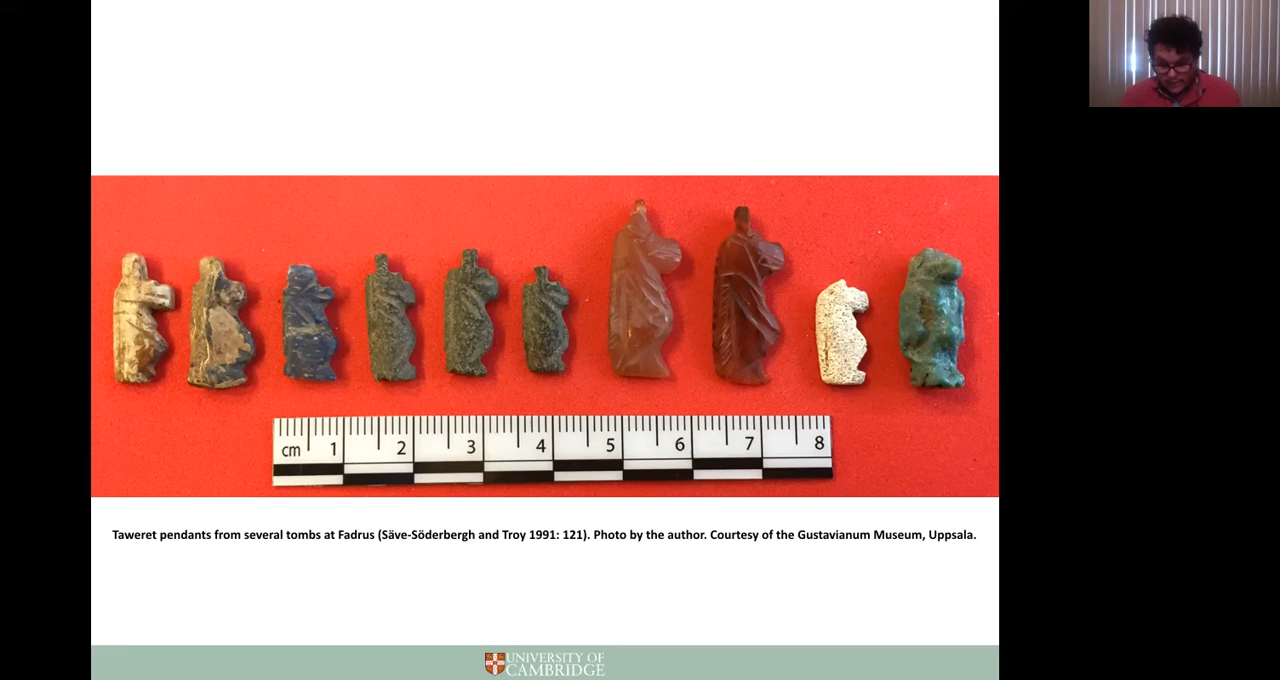 cm 1 2 3 4 5 6 7 8
Taweret pendants from several tombs at Fadrus (Säve-Söderbergh and Troy 1991: 121). Photo by the author. Courtesy of the Gustavianum Museum, Uppsala.
UNIVERSITY OF
CAMBRIDGE